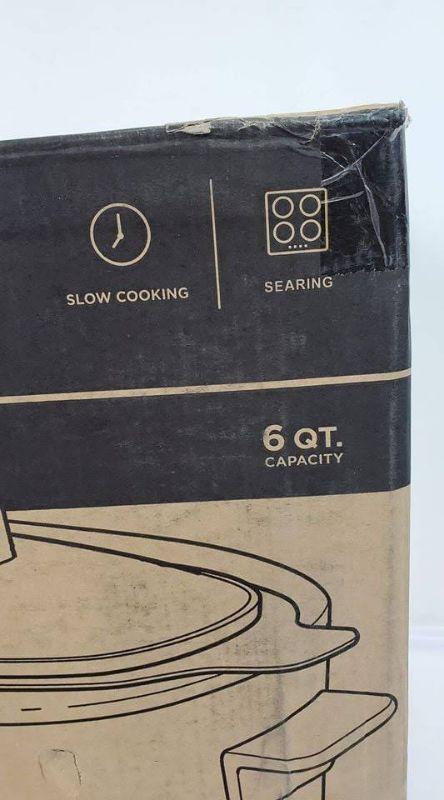 SLOW COOKING
SEARING
6 QT.
CAPACITY